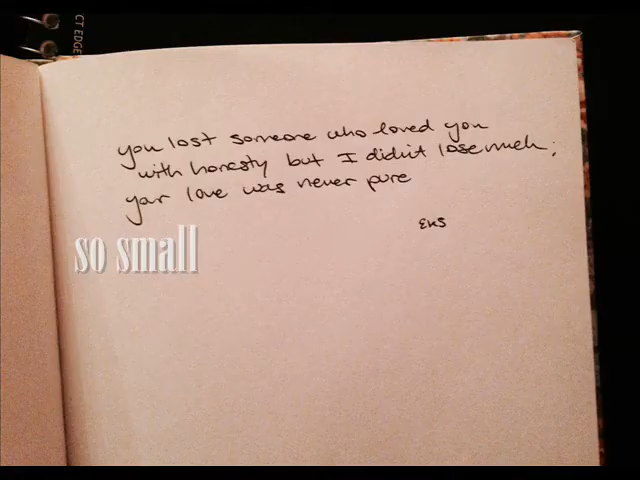 CT EDGE
you lost someone who loved you
with honesty but I didn't lose much;
your love was never pure
EKS
so small